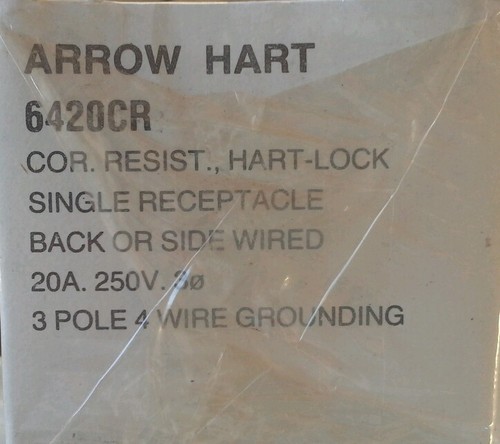 ARROW HART
6420CR
COR. RESIST., HART-LOCK
SINGLE RECEPTACLE
BACK OR SIDE WIRED
20A. 250V. 3ø
3 POLE 4 WIRE GROUNDING